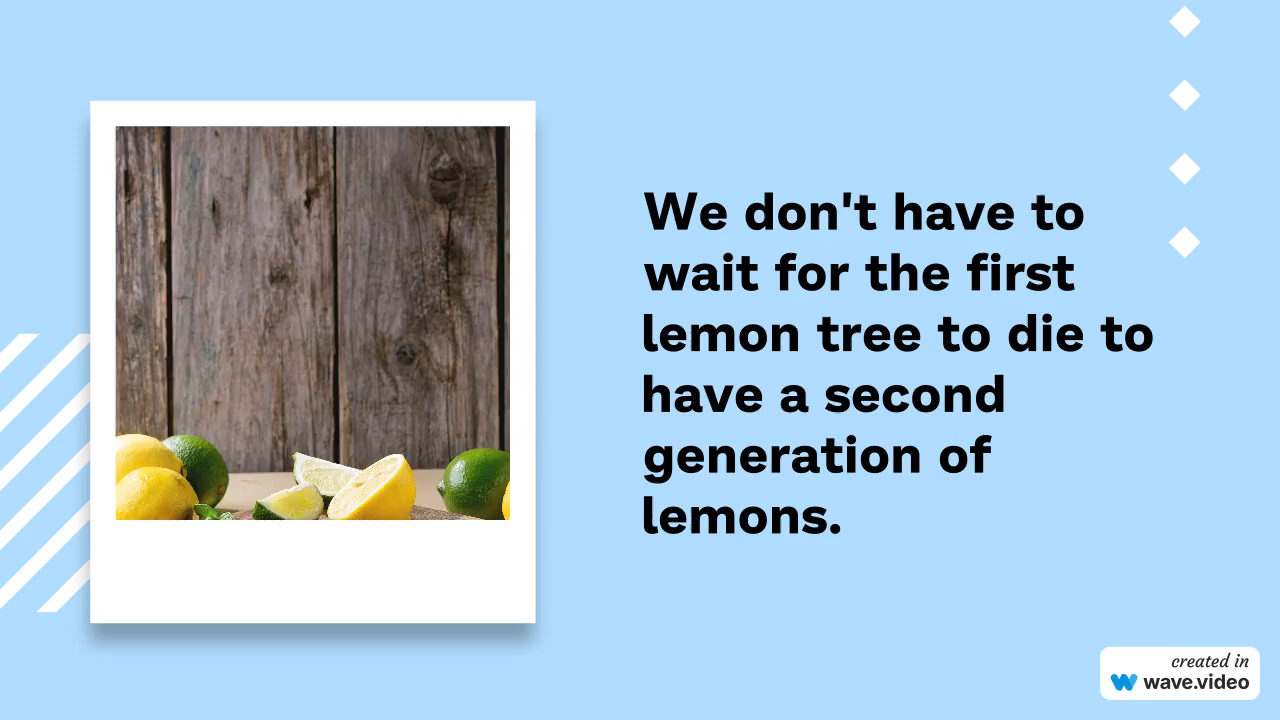 We don't have to
wait for the first
lemon tree to die to
have a second
generation of
lemons.
created in
wave.video